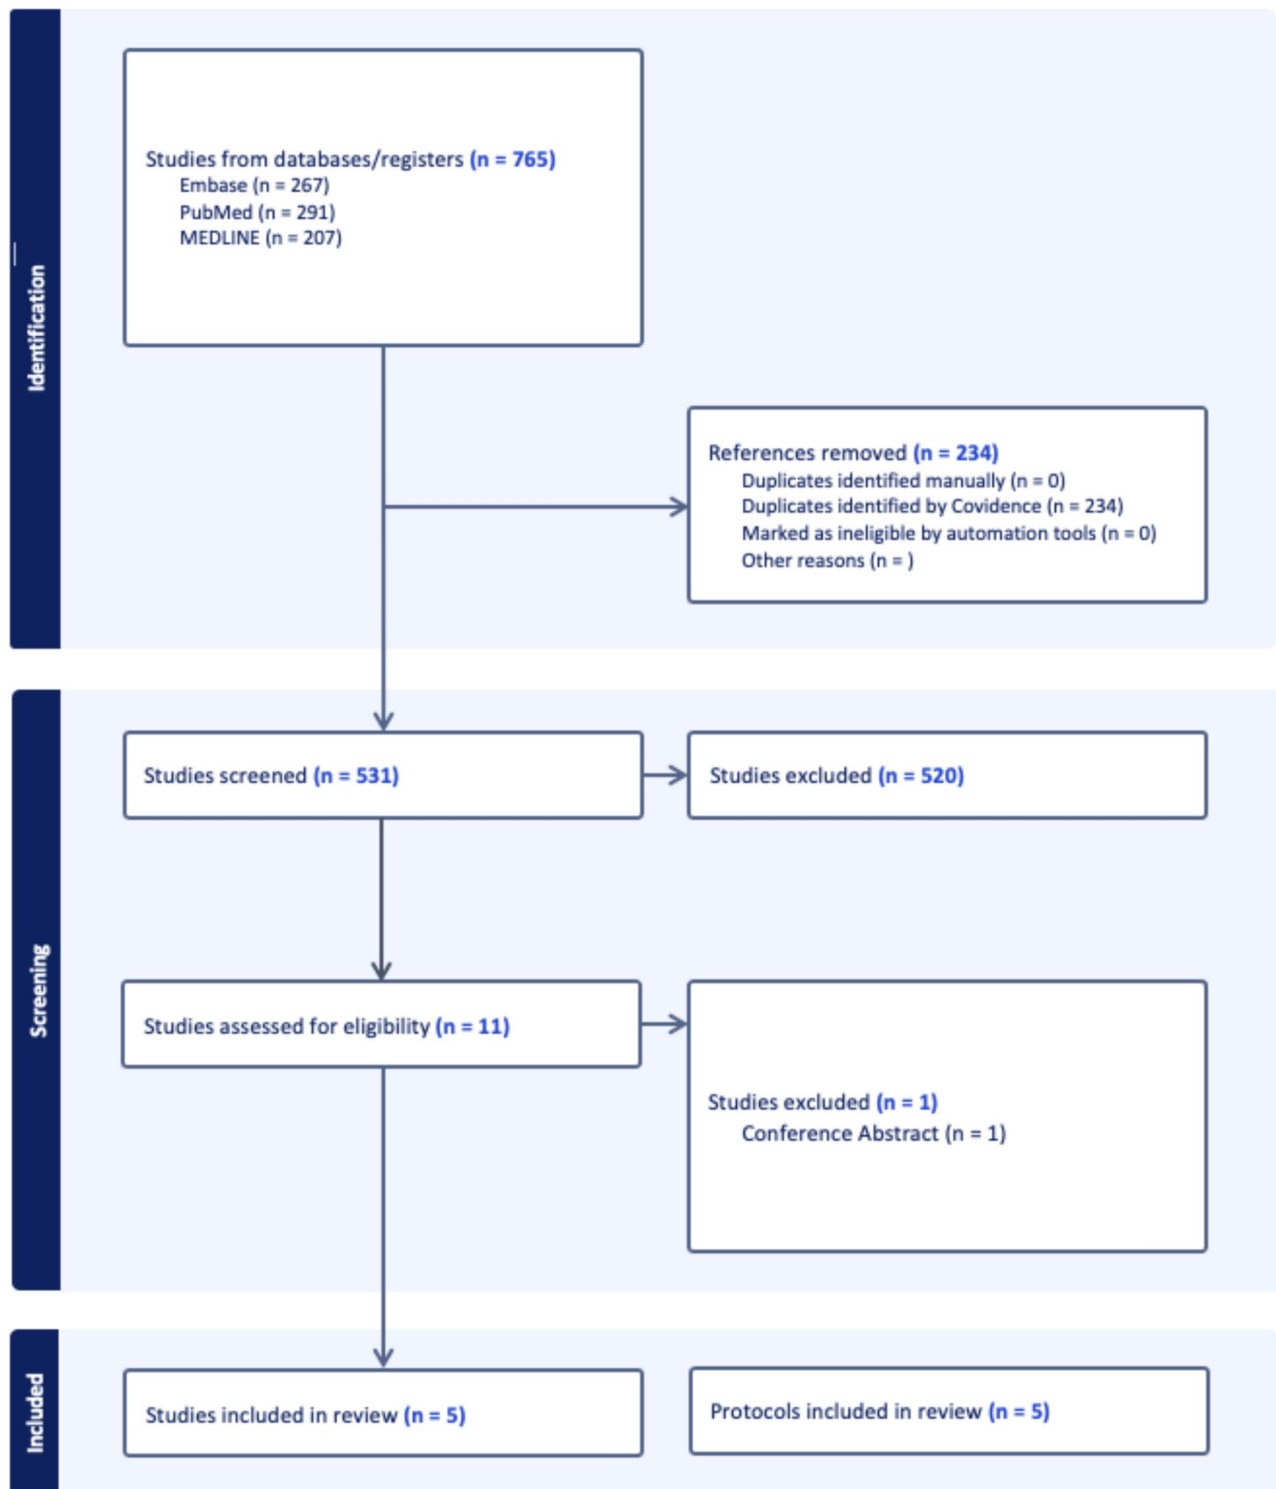 Identification
Studies from databases/registers (n = 765)
Embase (n = 267)
PubMed (n = 291)
MEDLINE (n = 207)
References removed (n = 234)
Duplicates identified manually (n = 0)
Duplicates identified by Covidence (n = 234)
Marked as ineligible by automation tools (n = 0)
Other reasons (n = )
Screening
Studies screened (n = 531)
Studies excluded (n = 520)
Studies assessed for eligibility (n = 11)
Studies excluded (n = 1)
Conference Abstract (n = 1)
Included
Studies included in review (n = 5)
Protocols included in review (n = 5)